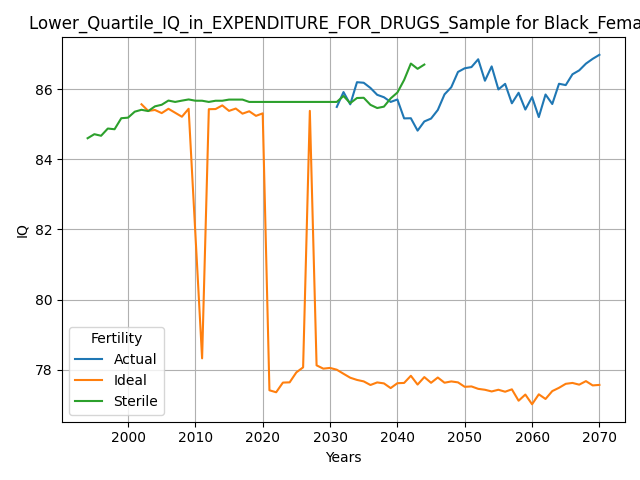 Lower_Quartile_IQ_in_EXPENDITURE_FOR_DRUGS_Sample for Black_Fema
86
84
82
80
78
IQ
Fertility
Actual
Ideal
Sterile
2000 2010 2020 2030 2040 2050 2060 2070
Years